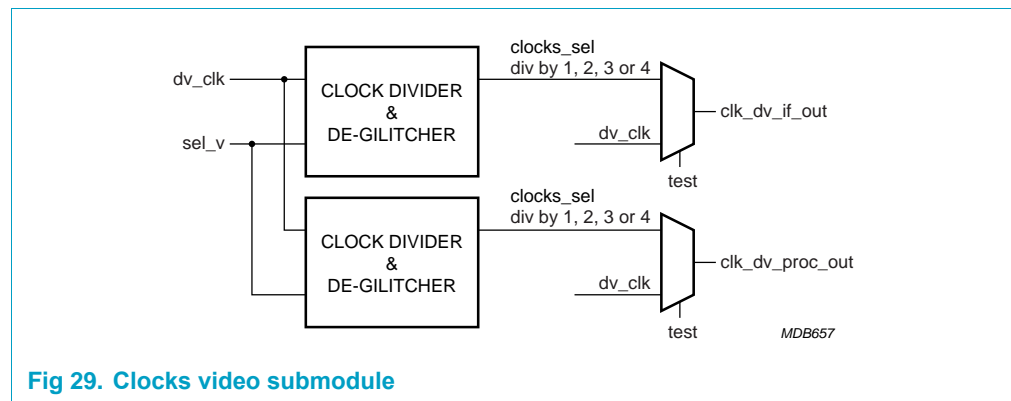 clocks_sel
div by 1, 2, 3 or 4
dv_clk
CLOCK DIVIDER
&
DE-GILITCHER
clk_dv_if_out
sel_v
dv_clk
test
clocks_sel
div by 1, 2, 3 or 4
CLOCK DIVIDER
&
DE-GILITCHER
clk_dv_proc_out
dv_clk
test
MDB657
Fig 29. Clocks video submodule